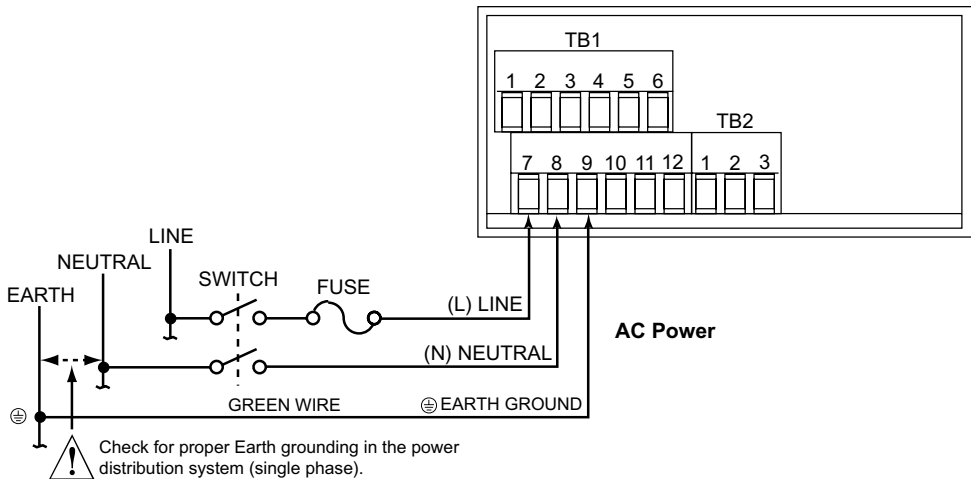 TB1
1 2 3 4 5 6
TB2
7 8 9 10 11 12 1 2 3
LINE
NEUTRAL
EARTH
SWITCH
FUSE
(L) LINE
AC Power
(N) NEUTRAL
GREEN WIRE
EARTH GROUND
! Check for proper Earth grounding in the power
distribution system (single phase).